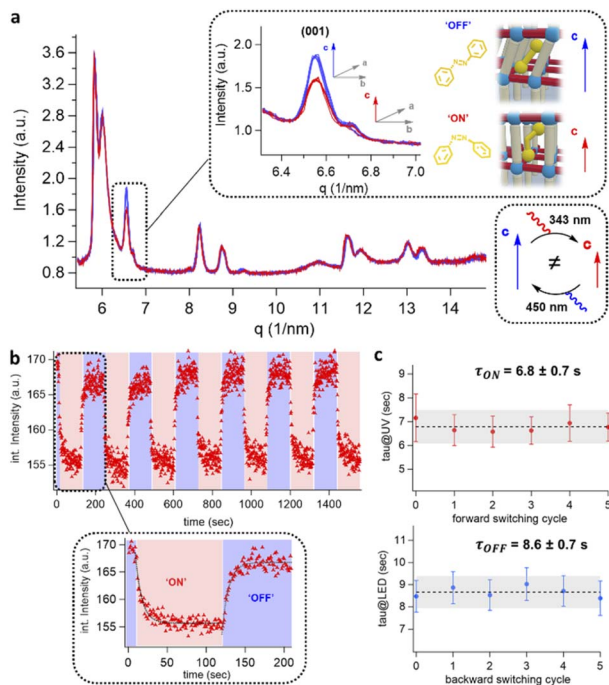 a
(001)
c
a
b
c
a
b
Intensity (a.u.)
2.0
1.5
1.0
6.4
6.6
6.8
7.0
q (1/nm)
'OFF'
N=N
c
'ON'
N=N
c
Intensity (a.u.)
3.6
3.2
2.8
2.4
2.0
1.6
1.2
0.8
6
7
8
9
10
11
12
13
14
q (1/nm)
343 nm
c
≠
c
450 nm
b
int. Intensity (a.u.)
170
165
160
155
0
200
400
600
800
1000
1200
1400
time (sec)
int. Intensity (a.u.)
170
165
160
155
'ON'
'OFF'
0
50
100
150
200
time (sec)
c
τON = 6.8 ± 0.7 s
tau@UV (sec)
9
8
7
6
5
0
1
2
3
4
5
forward switching cycle
τOFF = 8.6 ± 0.7 s
tau@LED (sec)
11
10
9
8
7
0
1
2
3
4
5
backward switching cycle